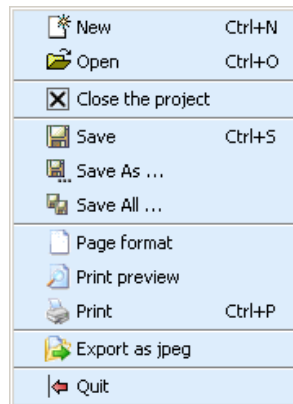 New Ctrl+N
Open Ctrl+O
Close the project
Save Ctrl+S
Save As ...
Save All ...
Page format
Print preview
Print Ctrl+P
Export as jpeg
Quit